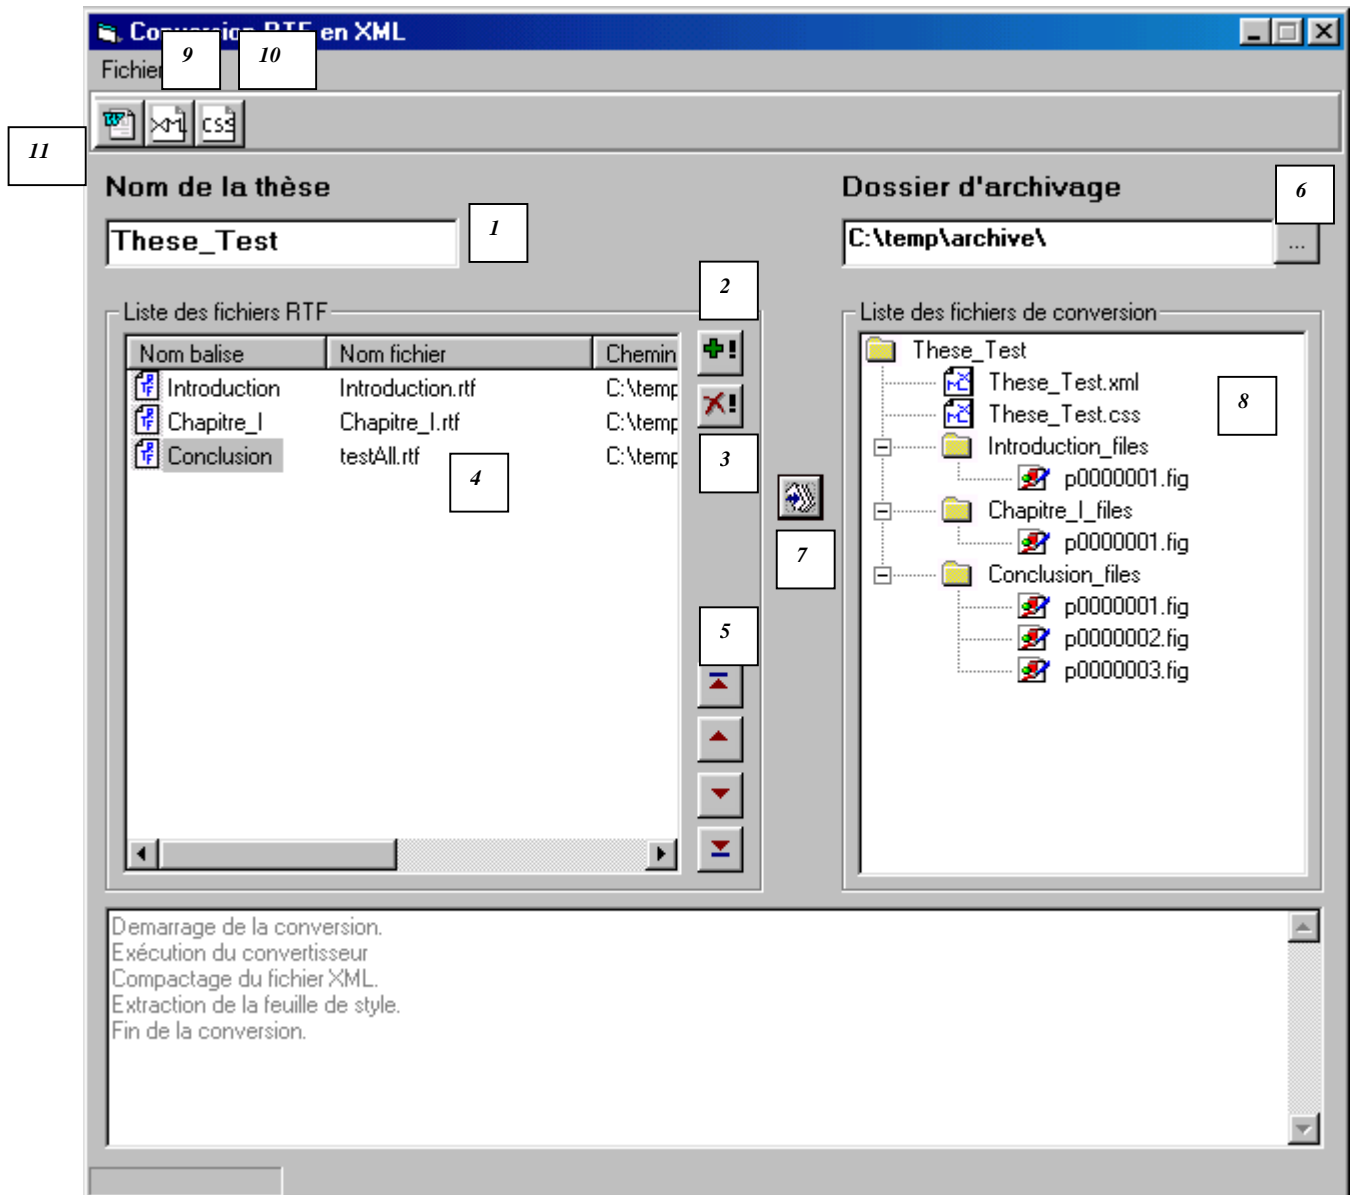 Conversion RTF en XML
9
10
Fichier
11
XML
CSS
Nom de la thèse
Dossier d'archivage
6
These_Test
1
C:\temp\archive\
...
2
Liste des fichiers RTF
Liste des fichiers de conversion
Nom balise Nom fichier Chemin
Introduction Introduction.rtf C:\temp
Chapitre_I Chapitre_I.rtf C:\temp
Conclusion testAll.rtf C:\temp
4
3
7
5
These_Test
These_Test.xml
These_Test.css
8
Introduction_files
p0000001.fig
Chapitre_I_files
p0000001.fig
Conclusion_files
p0000001.fig
p0000002.fig
p0000003.fig
Demarrage de la conversion.
Exécution du convertisseur
Compactage du fichier XML.
Extraction de la feuille de style.
Fin de la conversion.